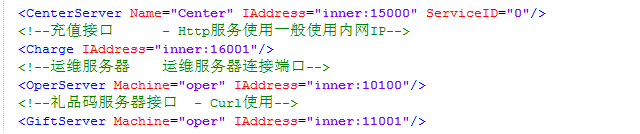 <CenterServer Name="Center" IAddress="inner:15000" ServiceID="0"/>
<!--充值接口      - Http服务使用一般使用内网IP-->
<Charge IAddress="inner:16001"/>
<!--运维服务器    运维服务器连接端口-->
<OperServer Machine="oper" IAddress="inner:10100"/>
<!--礼品码服务器接口  - Curl使用-->
<GiftServer Machine="oper" IAddress="inner:11001"/>